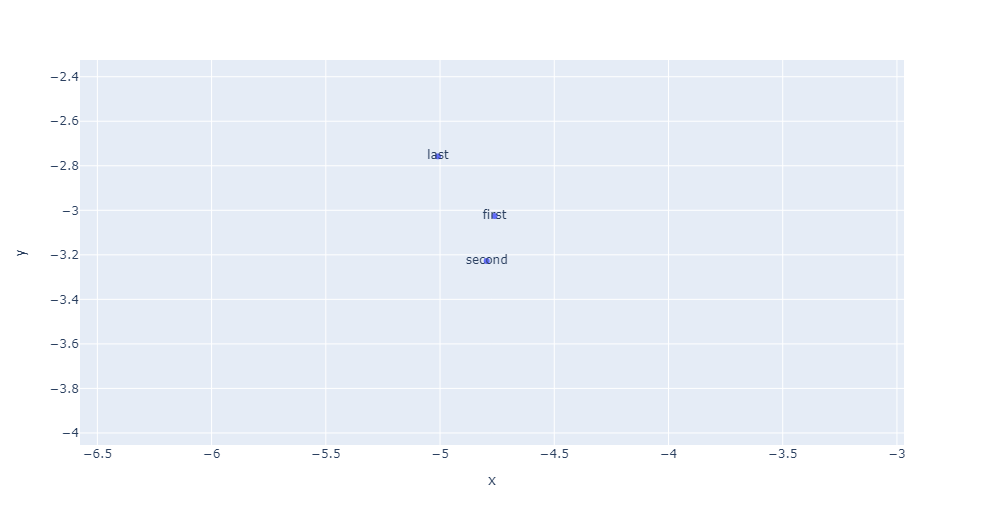 −2.4
−2.6
last
−2.8
−3
first
−3.2
second
y
−3.4
−3.6
−3.8
−4
−6.5 −6 −5.5 −5 −4.5 −4 −3.5 −3
x